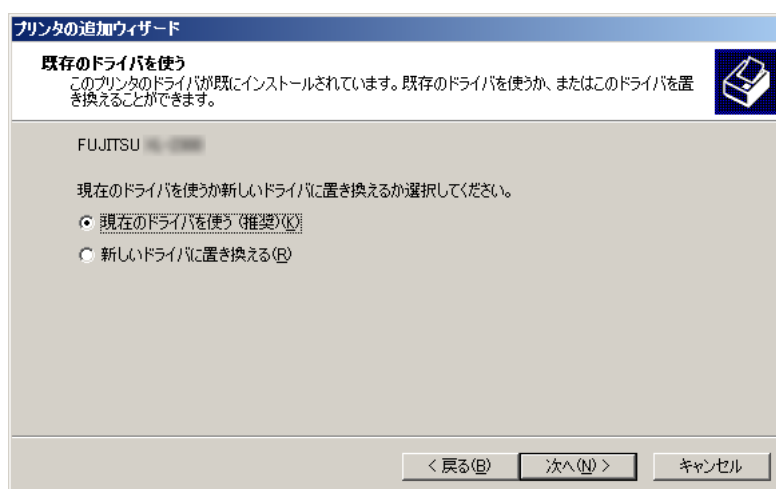 プリンタの追加ウィザード
既存のドライバを使う
このプリンタのドライバが既にインストールされています。既存のドライバを使うか、またはこのドライバを置
き換えることができます。
FUJITSU
現在のドライバを使うか新しいドライバに置き換えるか選択してください。
現在のドライバを使う (推奨)(K)
新しいドライバに置き換える(R)
< 戻る(B)
次へ(N) >
キャンセル